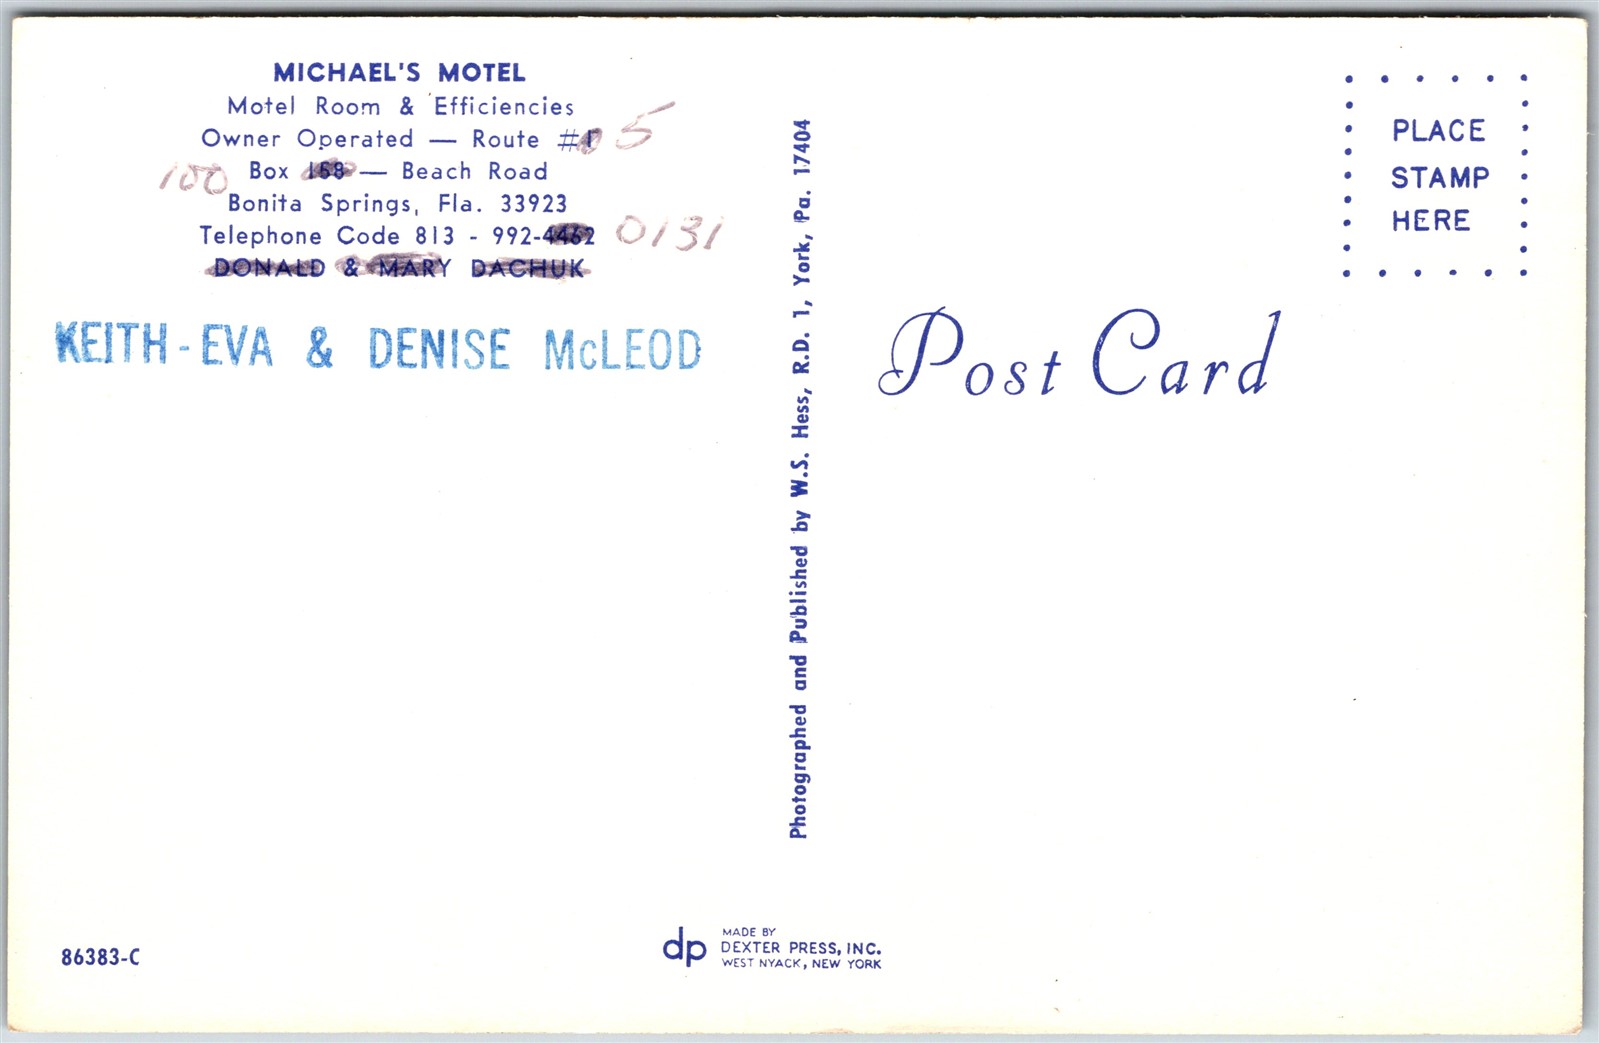 MICHAEL'S MOTEL
Motel Room & Efficiencies
Owner Operated — Route #1 5
100 Box 158 — Beach Road
Bonita Springs, Fla. 33923
Telephone Code 813 - 992-4462 0131
DONALD & MARY DACHUK
KEITH-EVA & DENISE McLEOD
86383-C
Photographed and Published by W.S. Hess, R.D. 1, York, Pa. 17404
dp
MADE BY
DEXTER PRESS, INC.
WEST NYACK, NEW YORK
PLACE
STAMP
HERE
Post Card